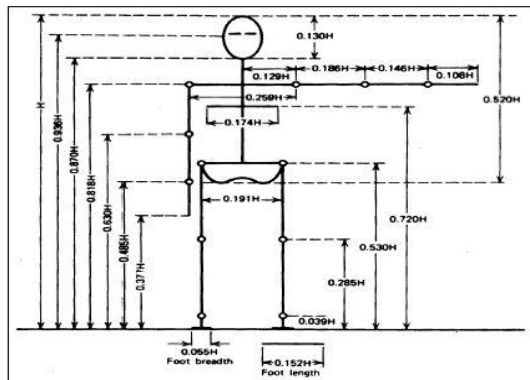 0.130H
0.186H
0.146H
0.108H
0.129H
0.259H
0.520H
0.174H
H
0.936H
0.870H
0.818H
0.630H
0.485H
0.377H
0.191H
0.720H
0.530H
0.285H
0.039H
0.055H
Foot breadth
0.152H
Foot length